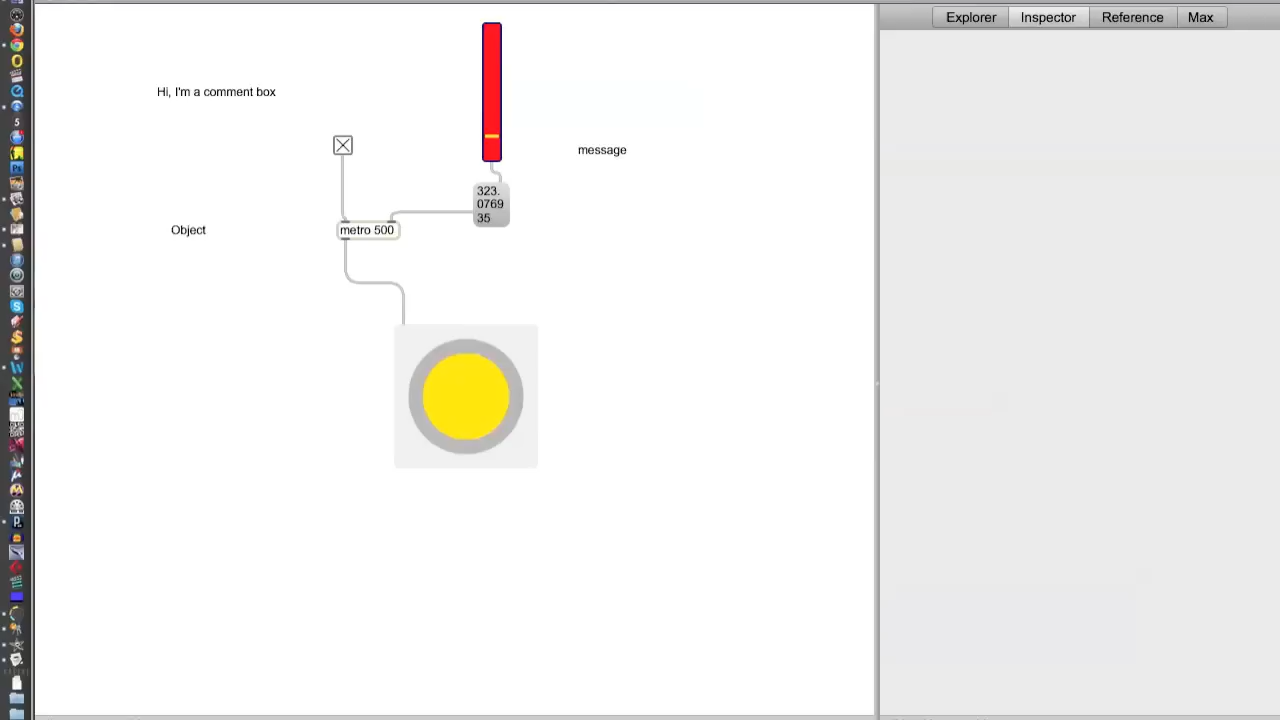 Explorer
Inspector
Reference
Max
Hi, I'm a comment box
message
323.
0769
35
Object
metro 500